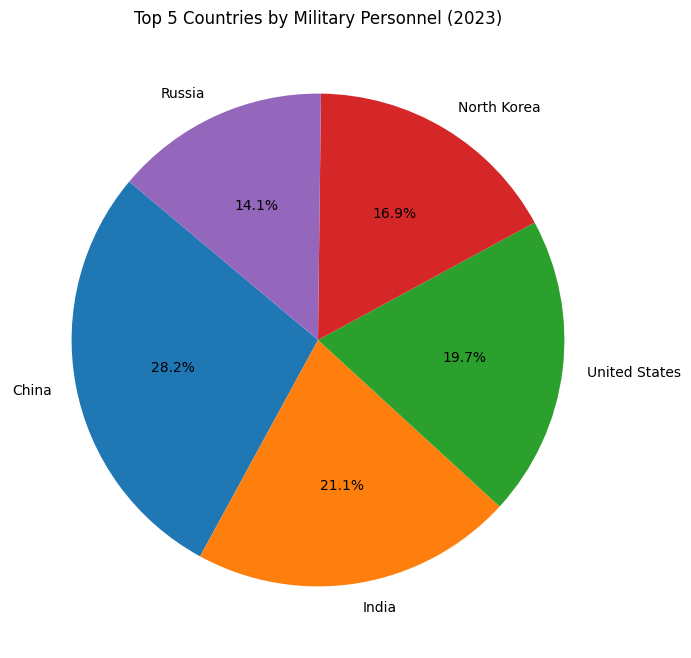 Top 5 Countries by Military Personnel (2023)
Russia
North Korea
14.1%
16.9%
United States
19.7%
28.2%
China
21.1%
India